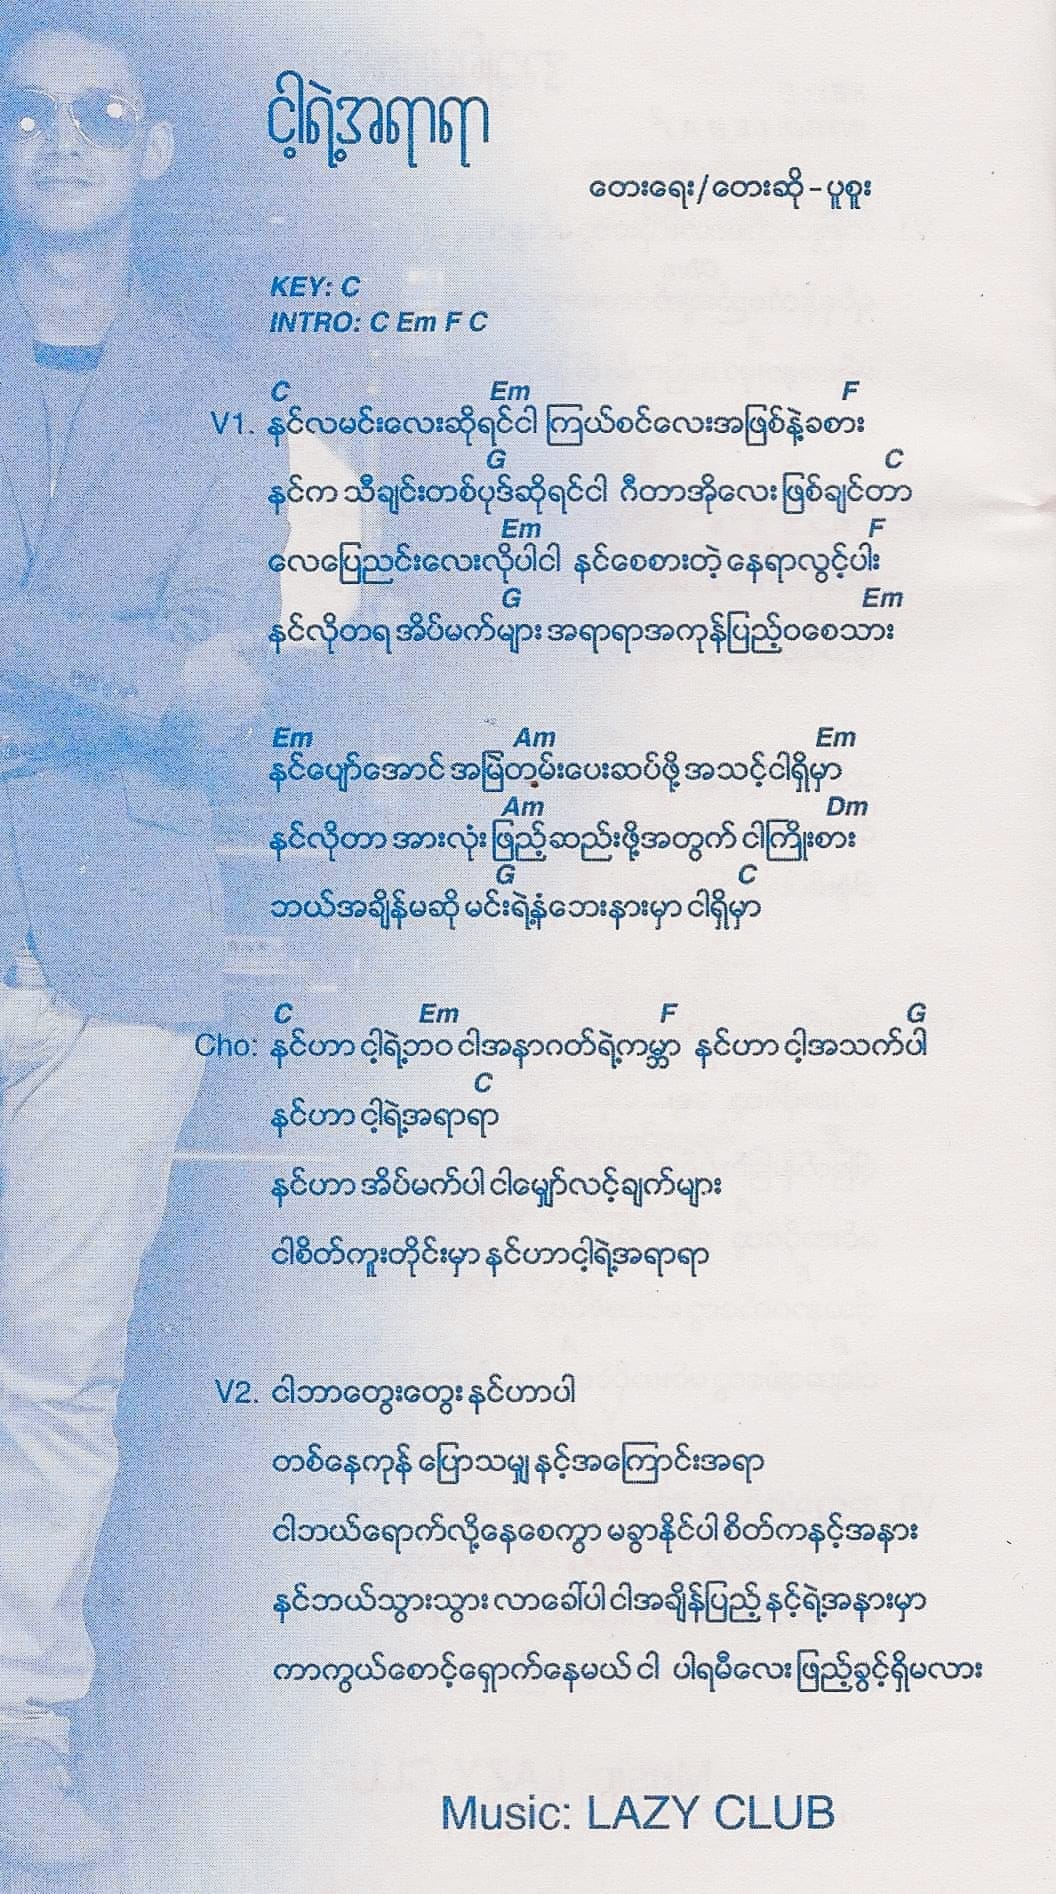 ငါ့ရဲ့အရာရာ
တေးရေး/တေးဆို - ပူစူး
KEY: C
INTRO: C Em F C
C Em F
V1. နင်လမင်းလေးဆိုရင်ငါ ကြယ်စင်လေးအဖြစ်နဲ့ခစား
G C
နင်က သီချင်းတစ်ပုဒ်ဆိုရင်ငါ ဂီတာအိုလေး ဖြစ်ချင်တာ
Em F
လေပြေညင်းလေးလိုပါငါ နင်စေစားတဲ့ နေရာလွင့်ပါး
G Em
နင်လိုတရ အိပ်မက်များ အရာရာအကုန်ပြည့်ဝစေသား
Em Am Em
နင်ပျော်အောင် အမြဲတမ်းပေးဆပ်ဖို့ အသင့်ငါရှိမှာ
Am Dm
နင်လိုတာ အားလုံး ဖြည့်ဆည်းဖို့အတွက် ငါကြိုးစား
G C
ဘယ်အချိန်မဆို မင်းရဲ့နံဘေးနားမှာ ငါရှိမှာ
C Em F G
Cho: နင်ဟာ ငါ့ရဲ့ဘဝ ငါအနာဂတ်ရဲ့ကမ္ဘာ နင်ဟာ ငါ့အသက်ပါ
C
နင်ဟာ ငါ့ရဲ့အရာရာ
နင်ဟာ အိပ်မက်ပါ ငါမျှော်လင့်ချက်များ
ငါစိတ်ကူးတိုင်းမှာ နင်ဟာငါ့ရဲ့အရာရာ
V2. ငါဘာတွေးတွေး နင်ဟာပါ
တစ်နေကုန် ပြောသမျှ နင့်အကြောင်းအရာ
ငါဘယ်ရောက်လို့နေစေကွာ မခွာနိုင်ပါ စိတ်ကနင့်အနား
နင်ဘယ်သွားသွား လာခေါ်ပါ ငါအချိန်ပြည့် နင့်ရဲ့အနားမှာ
ကာကွယ်စောင့်ရှောက်နေမယ် ငါ ပါရမီလေး ဖြည့်ခွင့်ရှိမလား
Music: LAZY CLUB